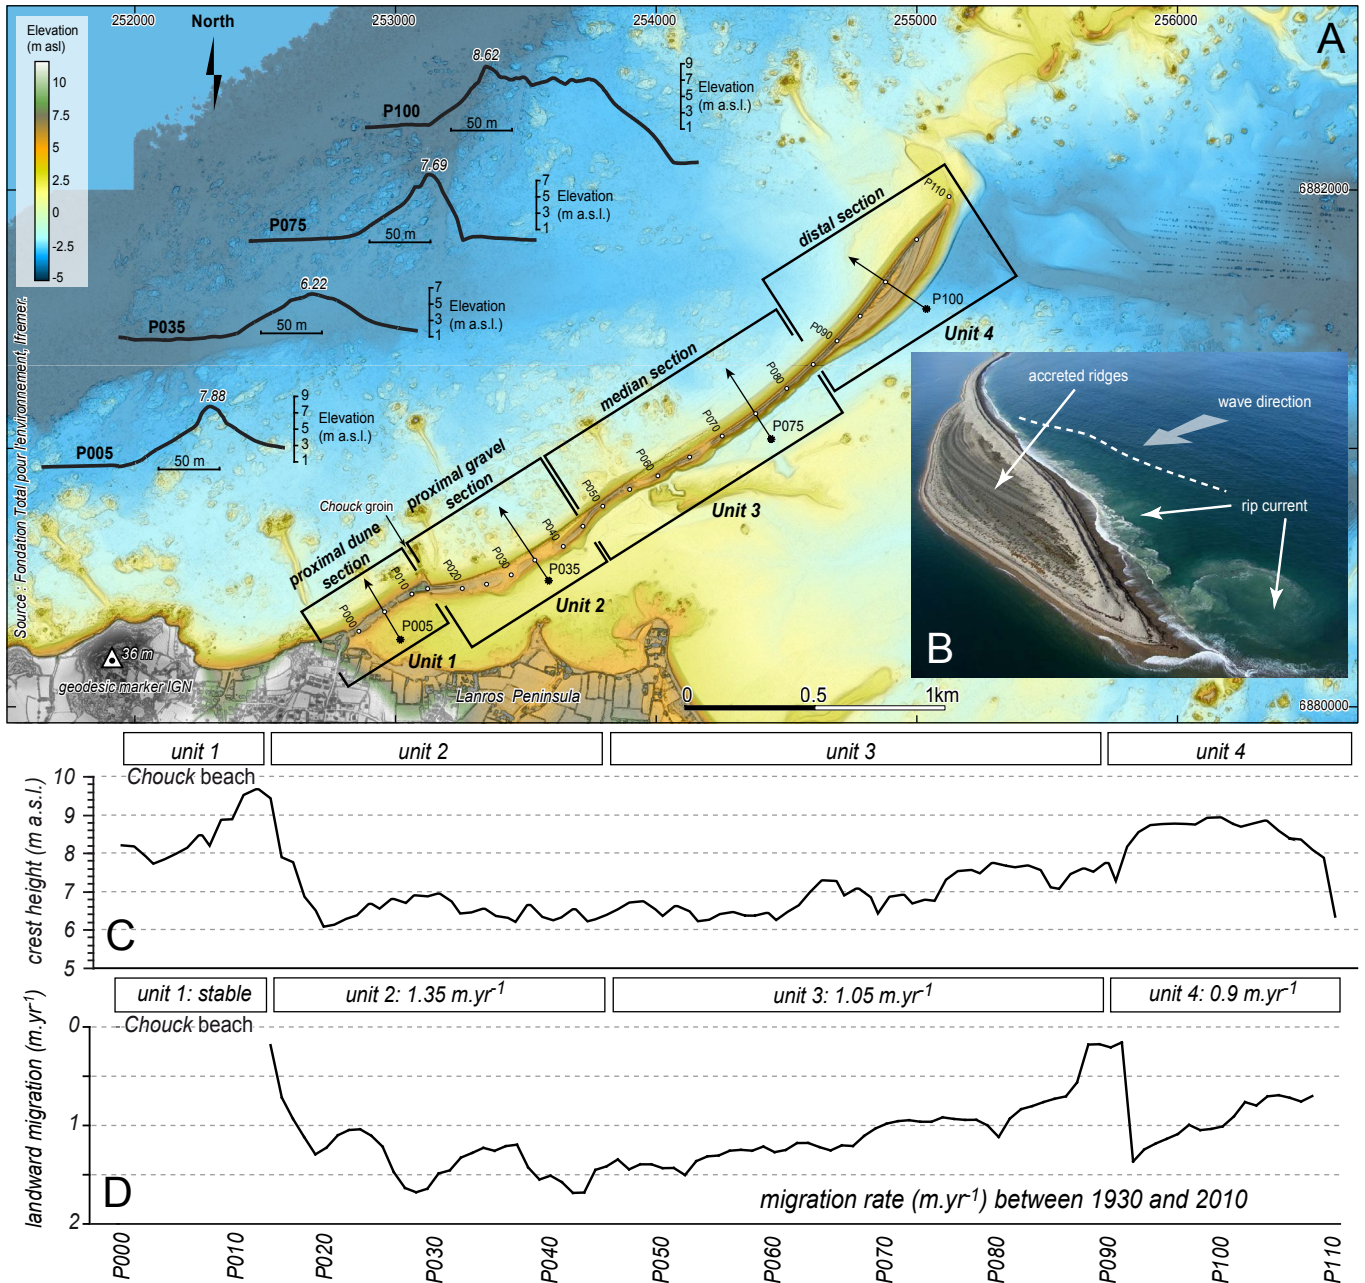 252000
253000
254000
255000
256000
A
Elevation
(m asl)
10
7.5
5
2.5
0
-2.5
-5
North
8.62
P100
50 m
9
7
5
3
1
Elevation
(m a.s.l.)
7.69
P075
50 m
7
5
3
1
Elevation
(m a.s.l.)
6.22
P035
50 m
7
5
3
1
Elevation
(m a.s.l.)
7.88
P005
50 m
9
7
5
3
1
Elevation
(m a.s.l.)
6882000
6880000
distal section
median section
proximal gravel
section
proximal dune
section
Chouck groin
P110
P100
P090
P080
P075
P070
P060
P050
P040
P035
P030
P020
P010
P005
P000
Unit 4
Unit 3
Unit 2
Unit 1
Source : Fondation Total pour l'environnement, Ifremer.
36 m
geodesic marker IGN
Lanros Peninsula
0
0.5
1km
accreted ridges
wave direction
rip current
B
unit 1
unit 2
unit 3
unit 4
Chouck beach
crest height (m a.s.l.)
10
9
8
7
6
5
C
unit 1: stable
unit 2: 1.35 m.yr-1
unit 3: 1.05 m.yr-1
unit 4: 0.9 m.yr-1
Chouck beach
landward migration (m.yr-1)
0
1
2
D
migration rate (m.yr-1) between 1930 and 2010
P000
P010
P020
P030
P040
P050
P060
P070
P080
P090
P100
P110